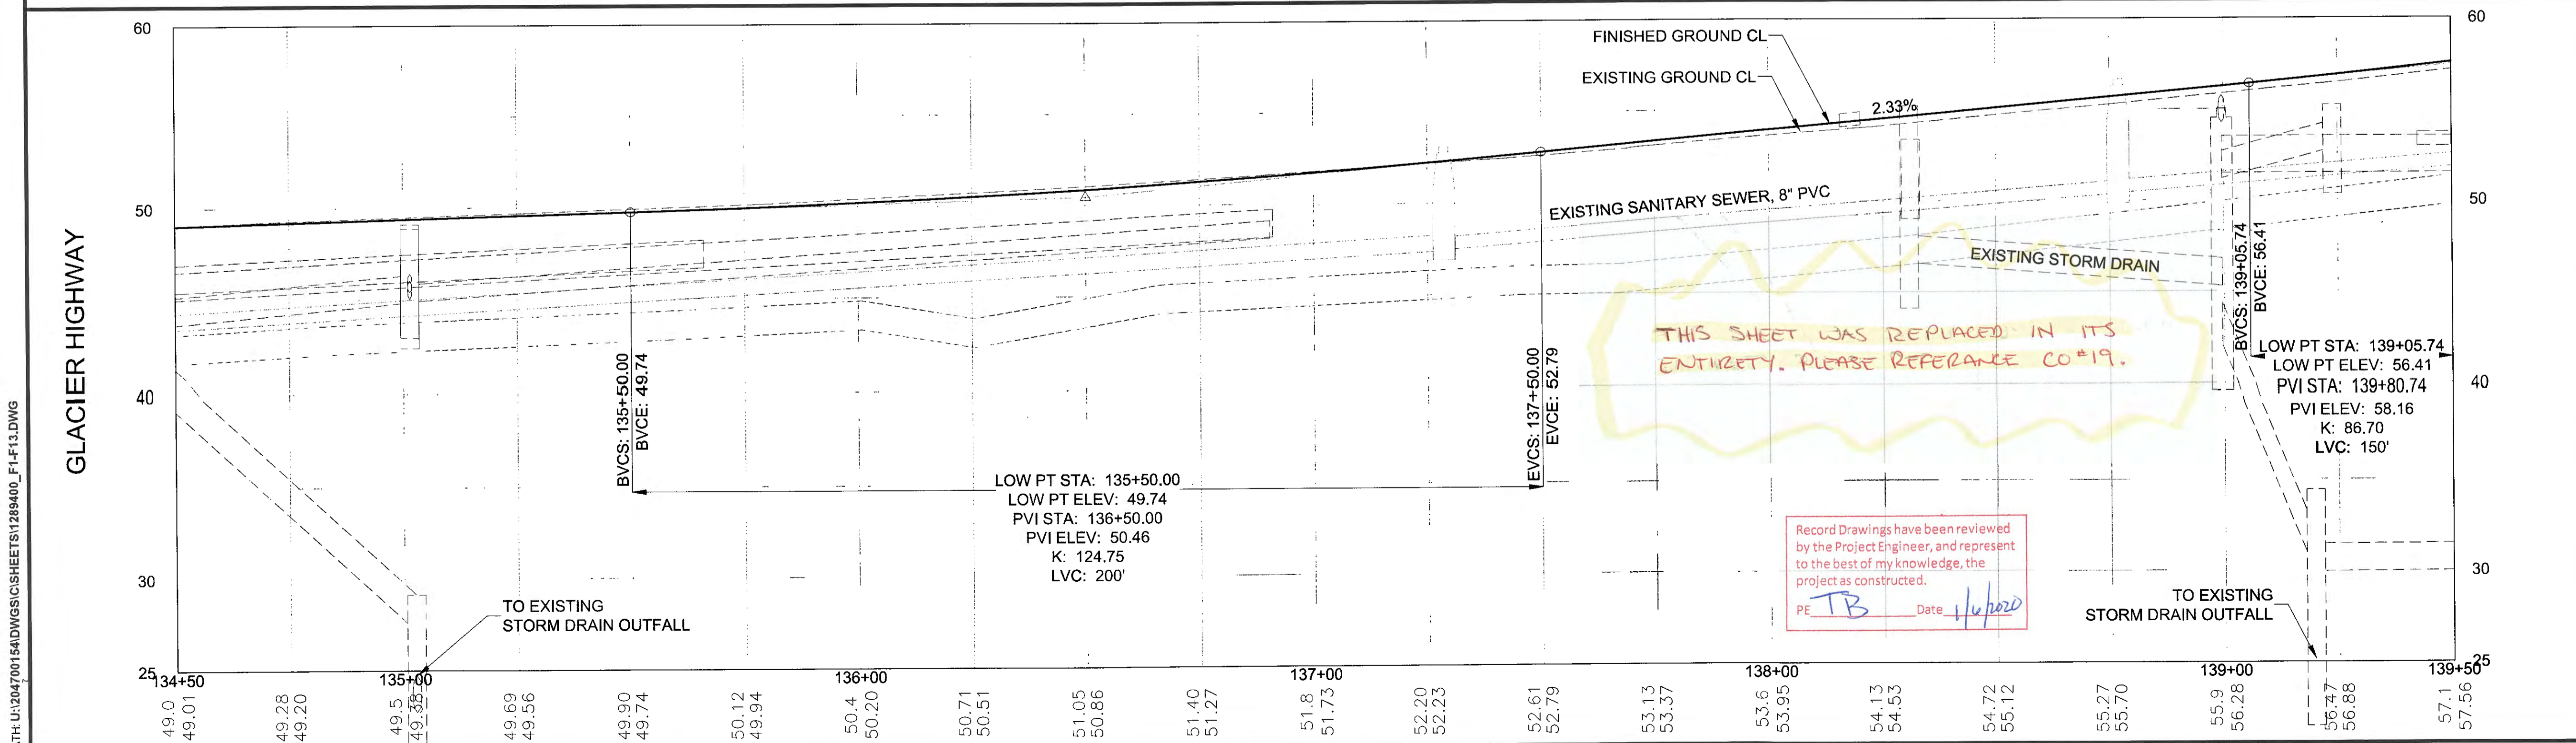 60
60
FINISHED GROUND CL
EXISTING GROUND CL
2.33%
GLACIER HIGHWAY
50
50
EXISTING SANITARY SEWER, 8" PVC
EXISTING STORM DRAIN
THIS SHEET WAS REPLACED IN ITS
ENTIRETY. PLEASE REFERANCE CO #19.
BVCS: 139+05.74
BVCE: 56.41
LOW PT STA: 139+05.74
LOW PT ELEV: 56.41
PVI STA: 139+80.74
PVI ELEV: 58.16
K: 86.70
LVC: 150'
40
40
BVCS: 135+50.00
BVCE: 49.74
EVCS: 137+50.00
EVCE: 52.79
LOW PT STA: 135+50.00
LOW PT ELEV: 49.74
PVI STA: 136+50.00
PVI ELEV: 50.46
K: 124.75
LVC: 200'
Record Drawings have been reviewed
by the Project Engineer, and represent
to the best of my knowledge, the
project as constructed.
PE TB Date 1/6/2020
30
30
TO EXISTING
STORM DRAIN OUTFALL
TO EXISTING
STORM DRAIN OUTFALL
25
25
134+50
135+00
136+00
137+00
138+00
139+00
139+50
49.0
49.01
49.28
49.20
49.5
49.38
49.69
49.56
49.90
49.74
50.12
49.94
50.4
50.20
50.71
50.51
51.05
50.86
51.40
51.27
51.8
51.73
52.20
52.23
52.61
52.79
53.13
53.37
53.6
53.95
54.13
54.53
54.72
55.12
55.27
55.70
55.9
56.28
56.47
56.88
57.1
57.56
ATH: U:\204700154\DWGS\C\SHEETS\1289400_F1-F13.DWG